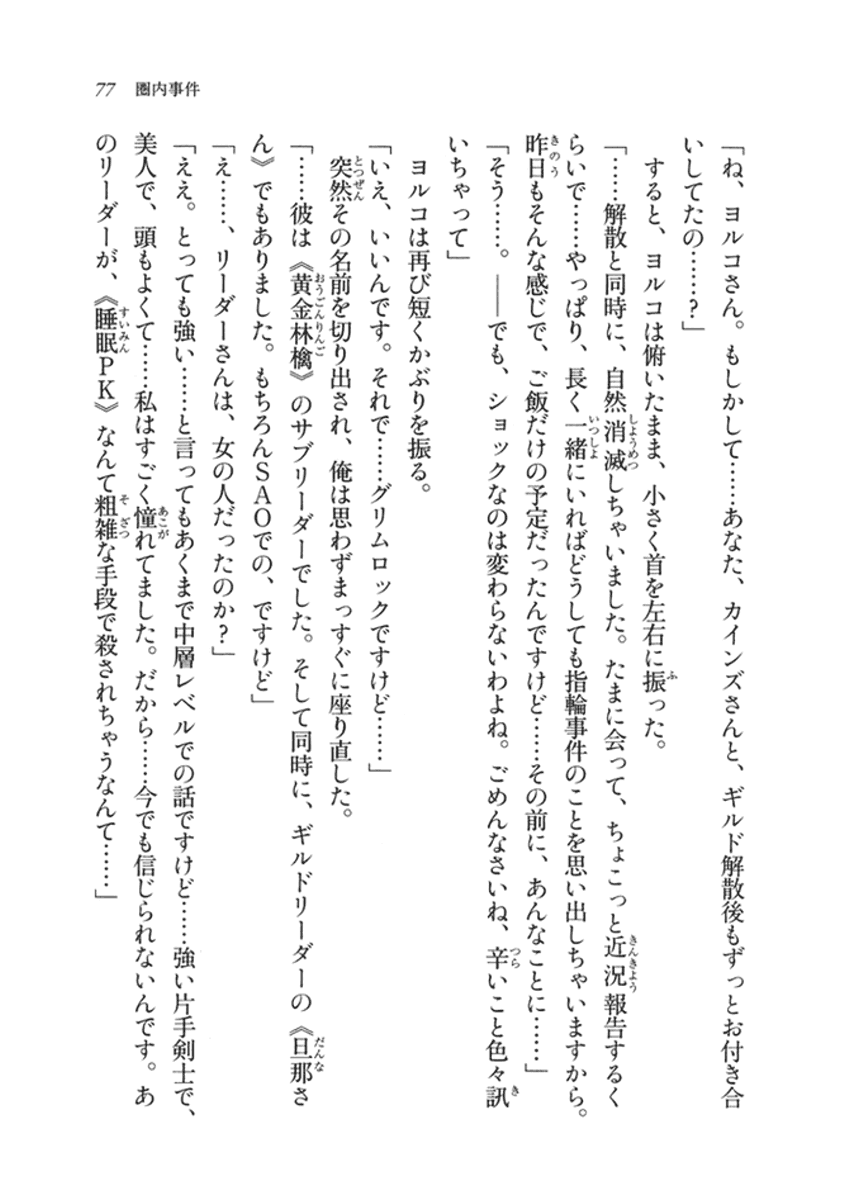 77 圏内事件
「ね、ヨルコさん。もしかして……あなた、カインズさんと、ギルド解散後もずっとお付き合
いしてたの……？」
すると、ヨルコは俯いたまま、小さく首を左右に振った。
「……解散と同時に、自然消滅しちゃいました。たまに会って、ちょこっと近況報告するく
らいで……やっぱり、長く一緒にいればどうしても指輪事件のことを思い出しちゃいますから。
昨日もそんな感じで、ご飯だけの予定だったんですけど……その前に、あんなことに……」
「そう……。――でも、ショックなのは変わらないわよね。ごめんなさいね、辛いこと色々訊
いちゃって」
ヨルコは再び短くかぶりを振る。
「いえ、いいんです。それで……グリムロックですけど……」
突然その名前を切り出され、俺は思わずまっすぐに座り直した。
「……彼は《黄金林檎》のサブリーダーでした。そして同時に、ギルドリーダーの《旦那さ
ん》でもありました。もちろんＳＡＯでの、ですけど」
「え……、リーダーさんは、女の人だったのか？」
「ええ。とっても強い……と言ってもあくまで中層レベルでの話ですけど……強い片手剣士で、
美人で、頭もよくて……私はすごく憧れてました。だから……今でも信じられないんです。あ
のリーダーが、《睡眠ＰＫ》なんて粗雑な手段で殺されちゃうなんて……」